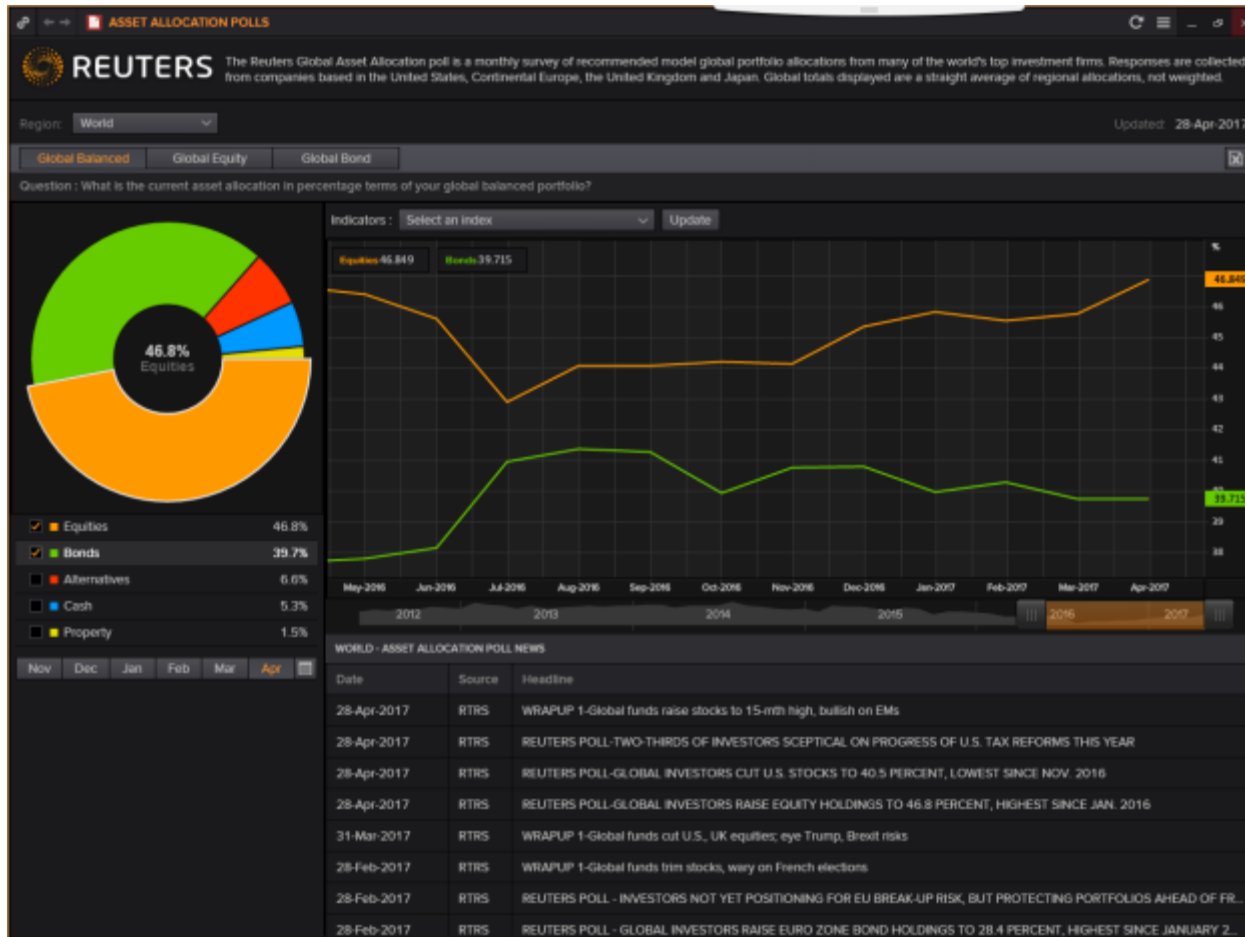 ASSET ALLOCATION POLLS
REUTERS
The Reuters Global Asset Allocation poll is a monthly survey of recommended model global portfolio allocations from many of the world's top investment firms. Responses are collected
from companies based in the United States, Continental Europe, the United Kingdom and Japan. Global totals displayed are a straight average of regional allocations, not weighted.
Region: World
Updated: 28-Apr-2017
Global Balanced Global Equity Global Bond
Question : What is the current asset allocation in percentage terms of your global balanced portfolio?
Indicators : Select an index Update
Equities 46.849 Bonds 39.715
%
46.849
46
45
44
43
42
41
39.715
39
38
46.8%
Equities
Equities 46.8%
Bonds 39.7%
Alternatives 6.6%
Cash 5.3%
Property 1.5%
Nov Dec Jan Feb Mar Apr
May-2016 Jun-2016 Jul-2016 Aug-2016 Sep-2016 Oct-2016 Nov-2016 Dec-2016 Jan-2017 Feb-2017 Mar-2017 Apr-2017
2012 2013 2014 2015 2016 2017
WORLD - ASSET ALLOCATION POLL NEWS
Date Source Headline
28-Apr-2017 RTRS WRAPUP 1-Global funds raise stocks to 15-mth high, bullish on EMs
28-Apr-2017 RTRS REUTERS POLL-TWO-THIRDS OF INVESTORS SCEPTICAL ON PROGRESS OF U.S. TAX REFORMS THIS YEAR
28-Apr-2017 RTRS REUTERS POLL-GLOBAL INVESTORS CUT U.S. STOCKS TO 40.5 PERCENT, LOWEST SINCE NOV. 2016
28-Apr-2017 RTRS REUTERS POLL-GLOBAL INVESTORS RAISE EQUITY HOLDINGS TO 46.8 PERCENT, HIGHEST SINCE JAN. 2016
31-Mar-2017 RTRS WRAPUP 1-Global funds cut U.S., UK equities; eye Trump, Brexit risks
28-Feb-2017 RTRS WRAPUP 1-Global funds trim stocks, wary on French elections
28-Feb-2017 RTRS REUTERS POLL - INVESTORS NOT YET POSITIONING FOR EU BREAK-UP RISK, BUT PROTECTING PORTFOLIOS AHEAD OF FR...
28-Feb-2017 RTRS REUTERS POLL - GLOBAL INVESTORS RAISE EURO ZONE BOND HOLDINGS TO 28.4 PERCENT, HIGHEST SINCE JANUARY 2...